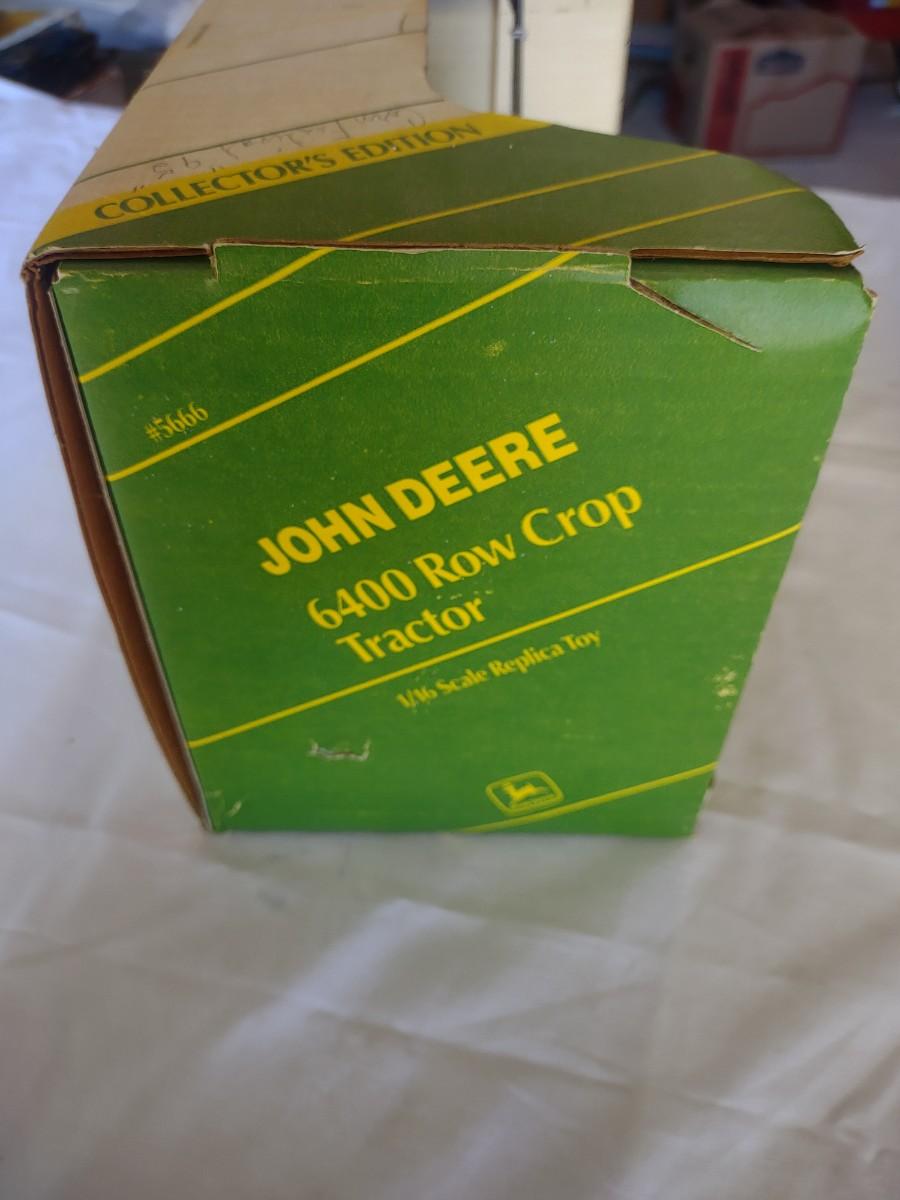 COLLECTOR'S EDITION
#5666
JOHN DEERE
6400 Row Crop
Tractor
1/16 Scale Replica Toy